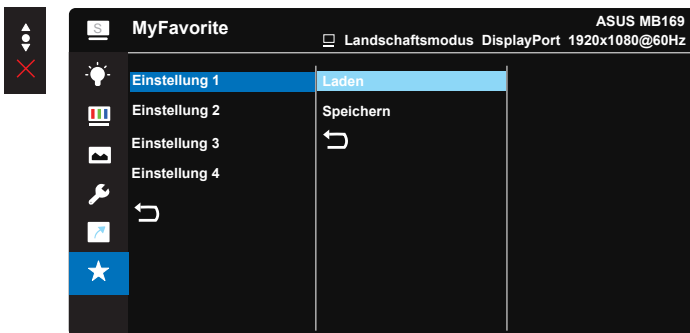 S
MyFavorite
ASUS MB169
Landschaftsmodus DisplayPort 1920x1080@60Hz
Einstellung 1
Laden
Einstellung 2
Speichern
Einstellung 3
Einstellung 4